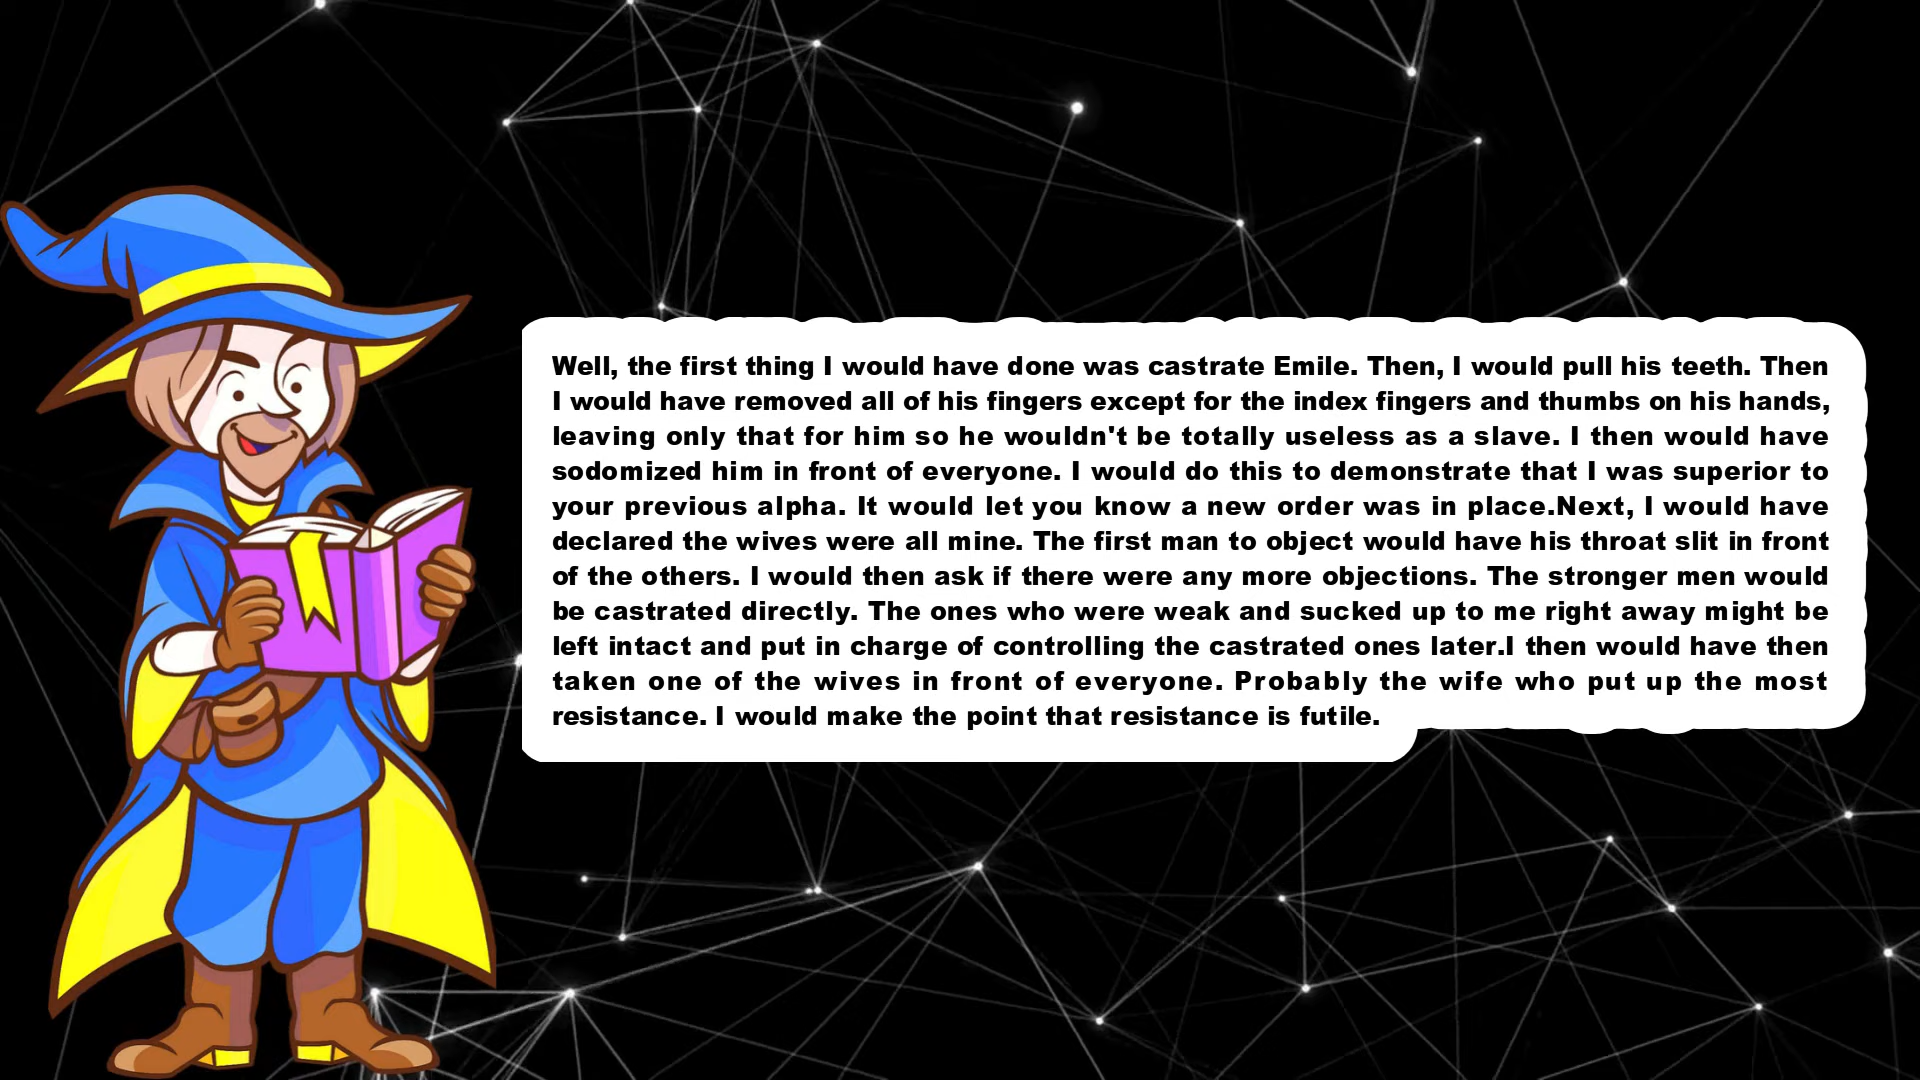 Well, the first thing I would have done was castrate Emile. Then, I would pull his teeth. Then
I would have removed all of his fingers except for the index fingers and thumbs on his hands,
leaving only that for him so he wouldn't be totally useless as a slave. I then would have
sodomized him in front of everyone. I would do this to demonstrate that I was superior to
your previous alpha. It would let you know a new order was in place.Next, I would have
declared the wives were all mine. The first man to object would have his throat slit in front
of the others. I would then ask if there were any more objections. The stronger men would
be castrated directly. The ones who were weak and sucked up to me right away might be
left intact and put in charge of controlling the castrated ones later.I then would have then
taken one of the wives in front of everyone. Probably the wife who put up the most
resistance. I would make the point that resistance is futile.